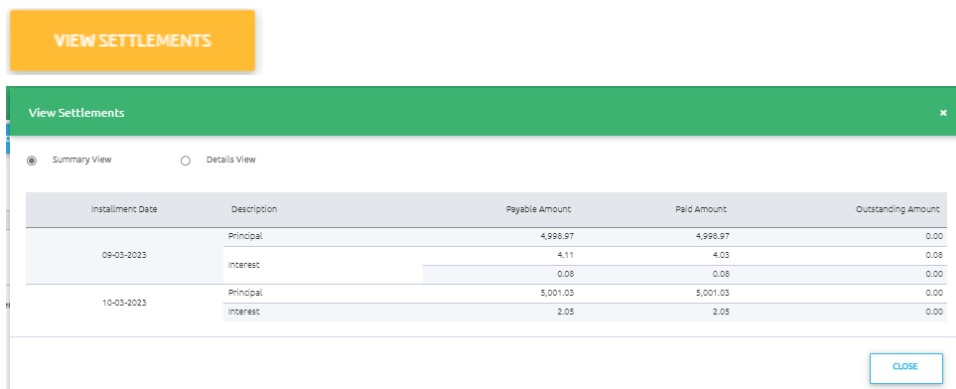 VIEW SETTLEMENTS
View Settlements ×
Summary View Details View
Installment Date Description Payable Amount Paid Amount Outstanding Amount
Principal 4,998.97 4,998.97 0.00
09-03-2023
Interest 4.11 4.03 0.08
0.08 0.08 0.00
Principal 5,001.03 5,001.03 0.00
10-03-2023
Interest 2.05 2.05 0.00
CLOSE